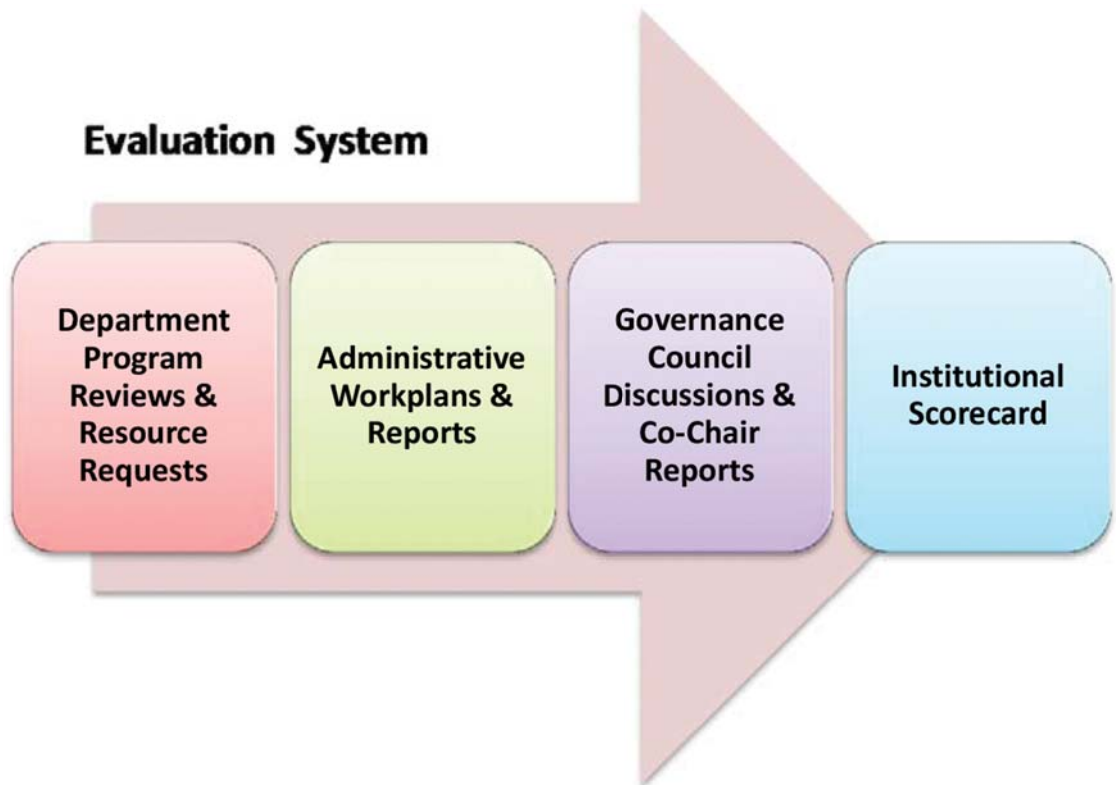 Evaluation System
Department
Program
Reviews &
Resource
Requests
Administrative
Workplans &
Reports
Governance
Council
Discussions &
Co-Chair
Reports
Institutional
Scorecard